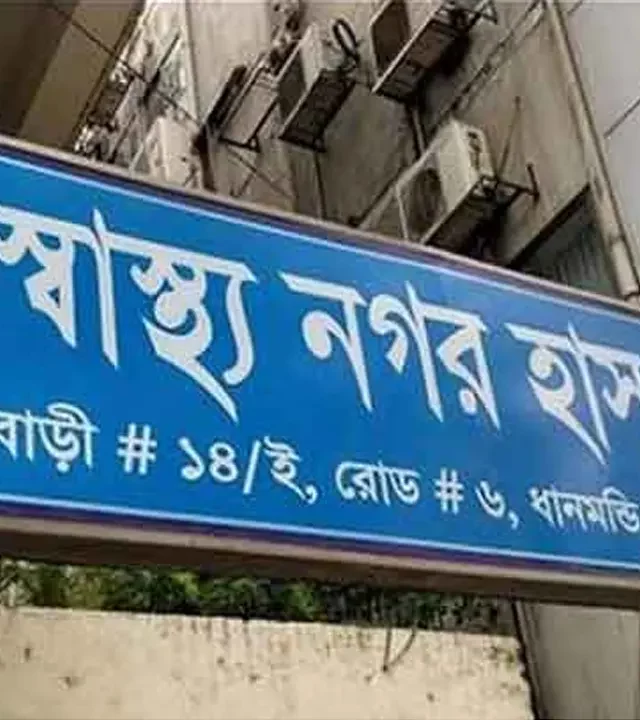 স্বাস্থ্য নগর হাস
বাড়ী # ১৪/ই, রোড # ৬, ধানমন্ডি